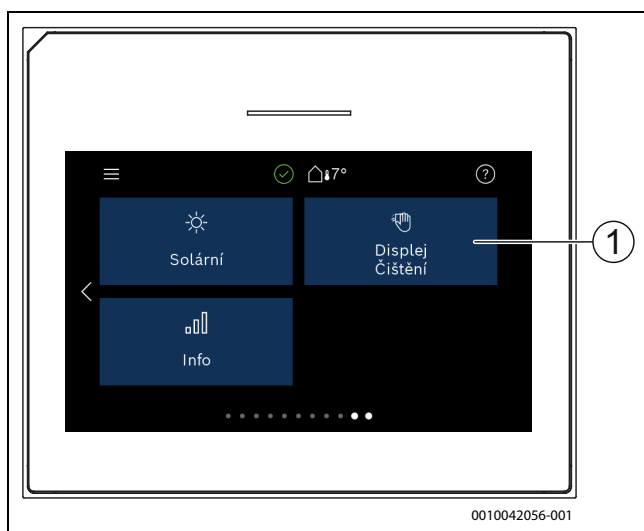 7°
?
Solární
Displej
Čištění
1
Info
0010042056-001